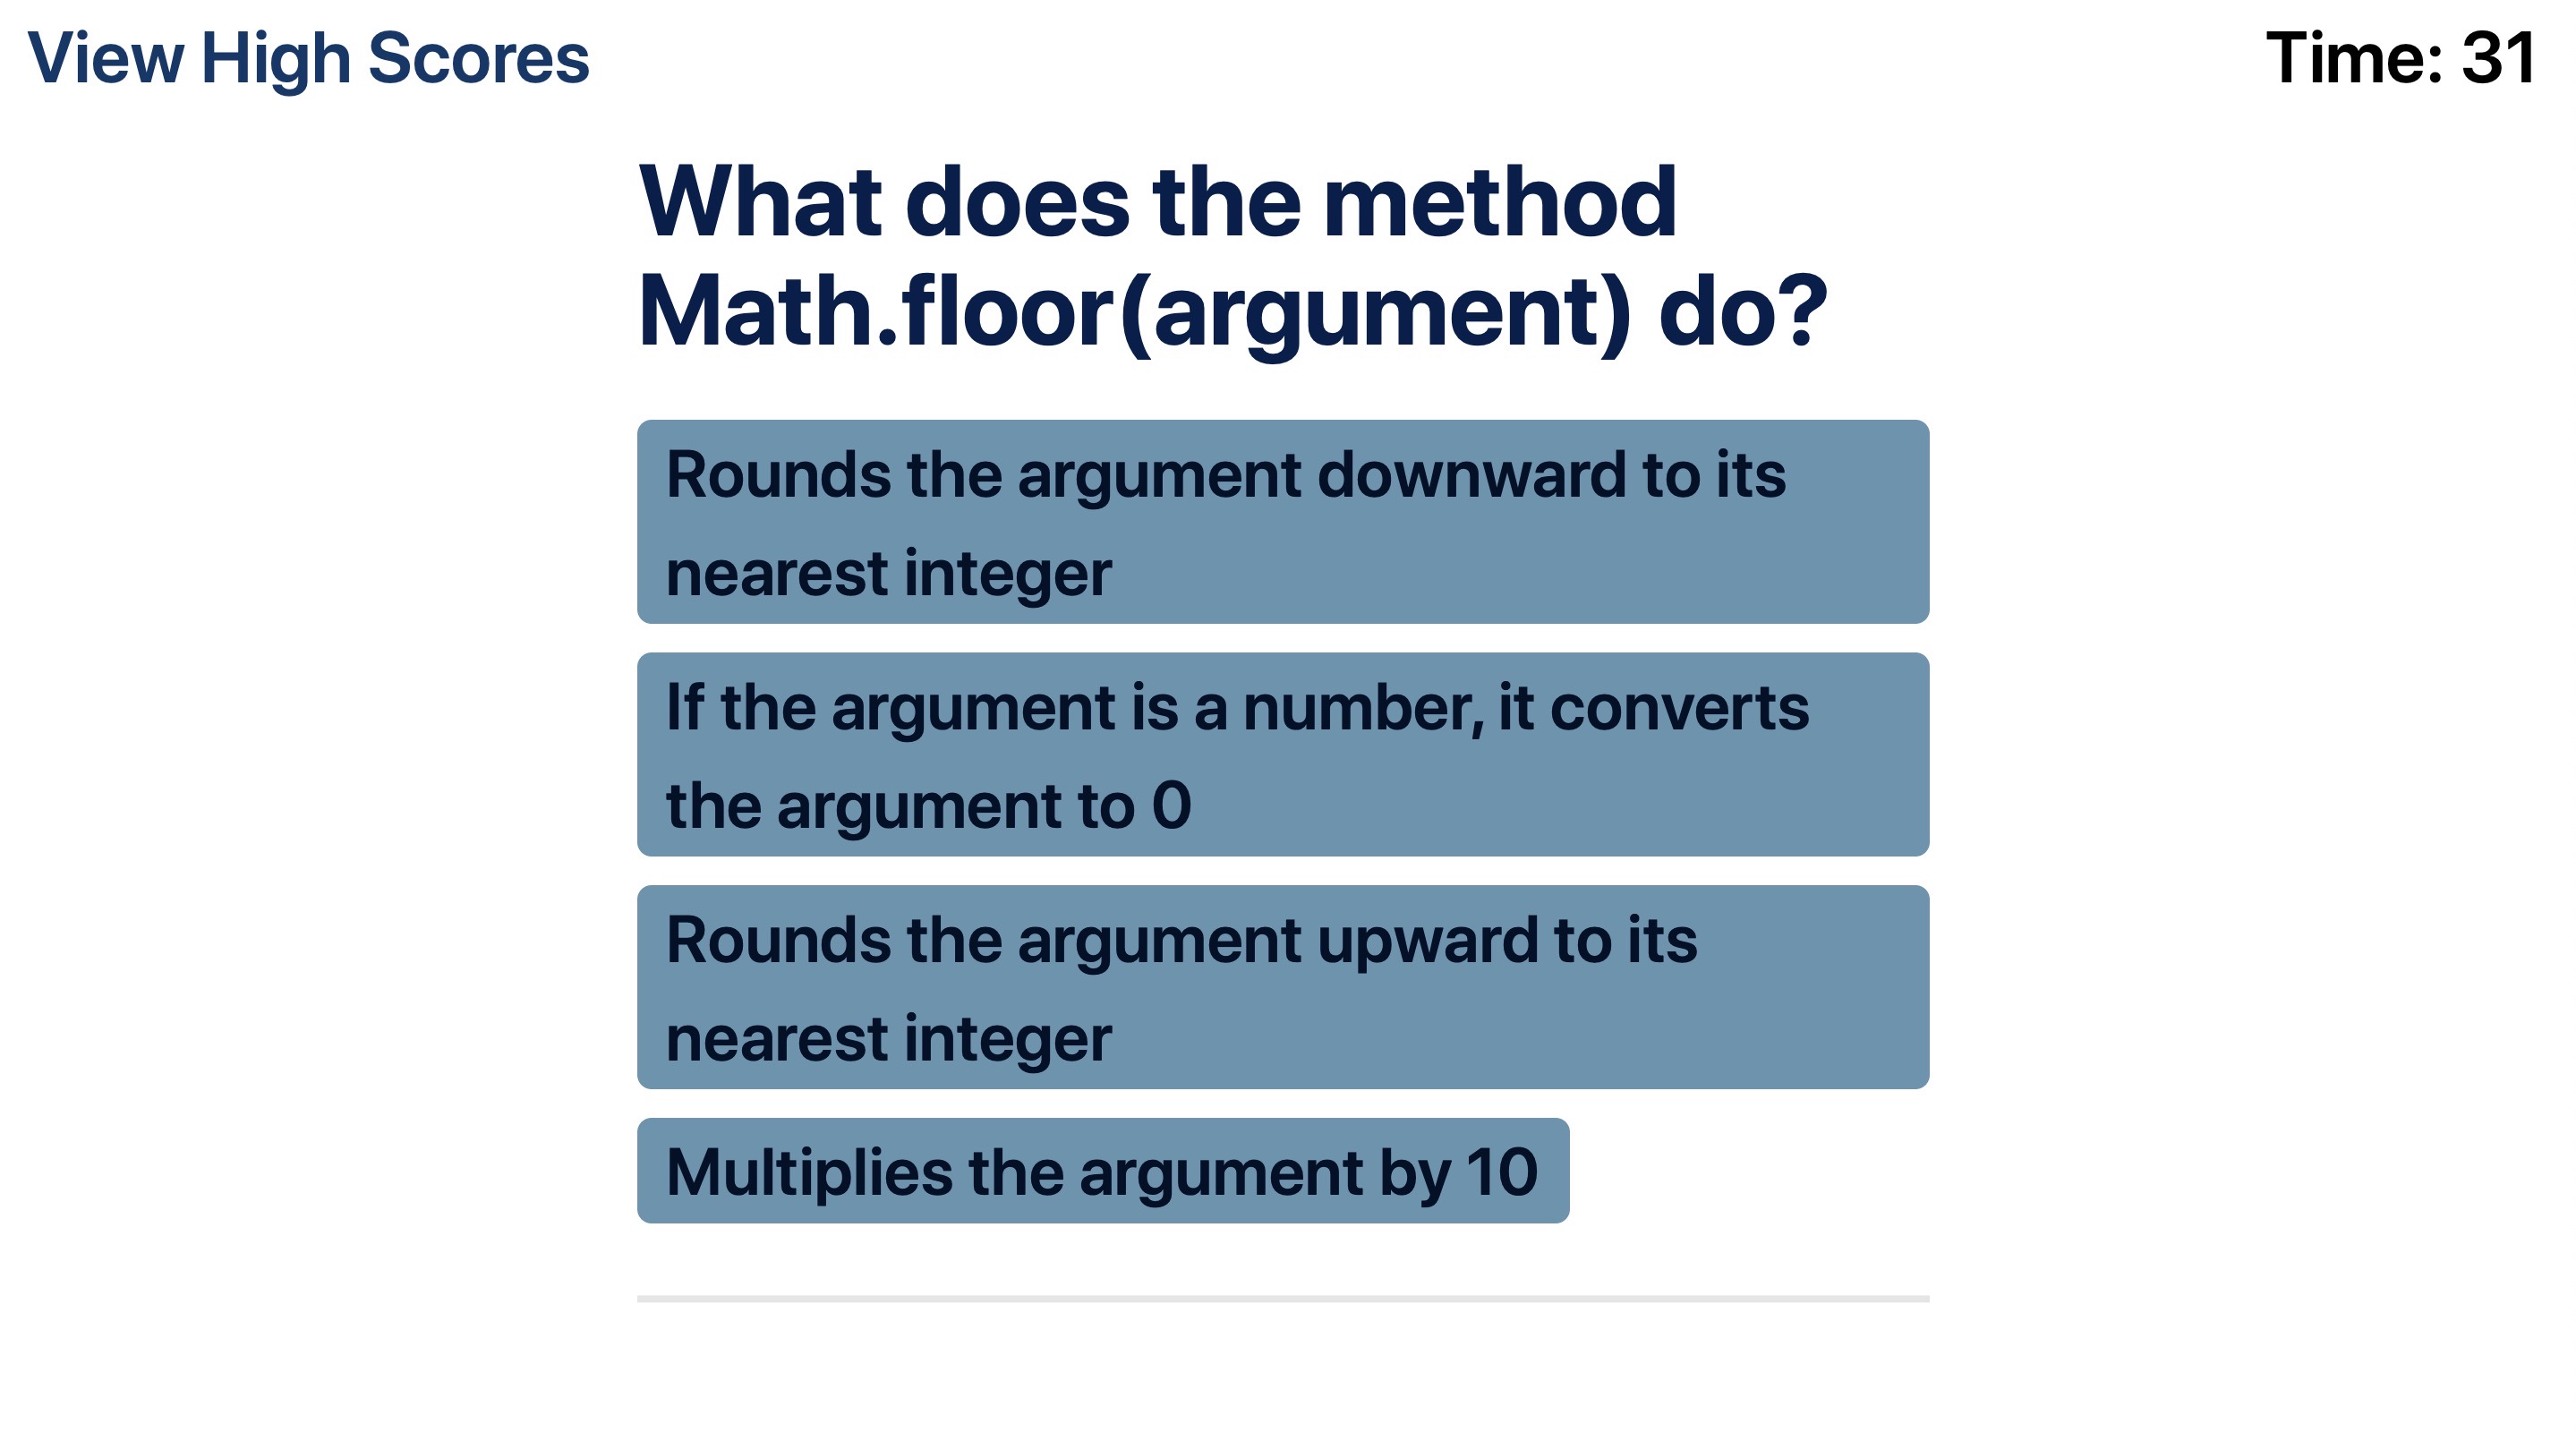 View High Scores
Time: 31
What does the method
Math.floor(argument) do?
Rounds the argument downward to its
nearest integer
If the argument is a number, it converts
the argument to 0
Rounds the argument upward to its
nearest integer
Multiplies the argument by 10